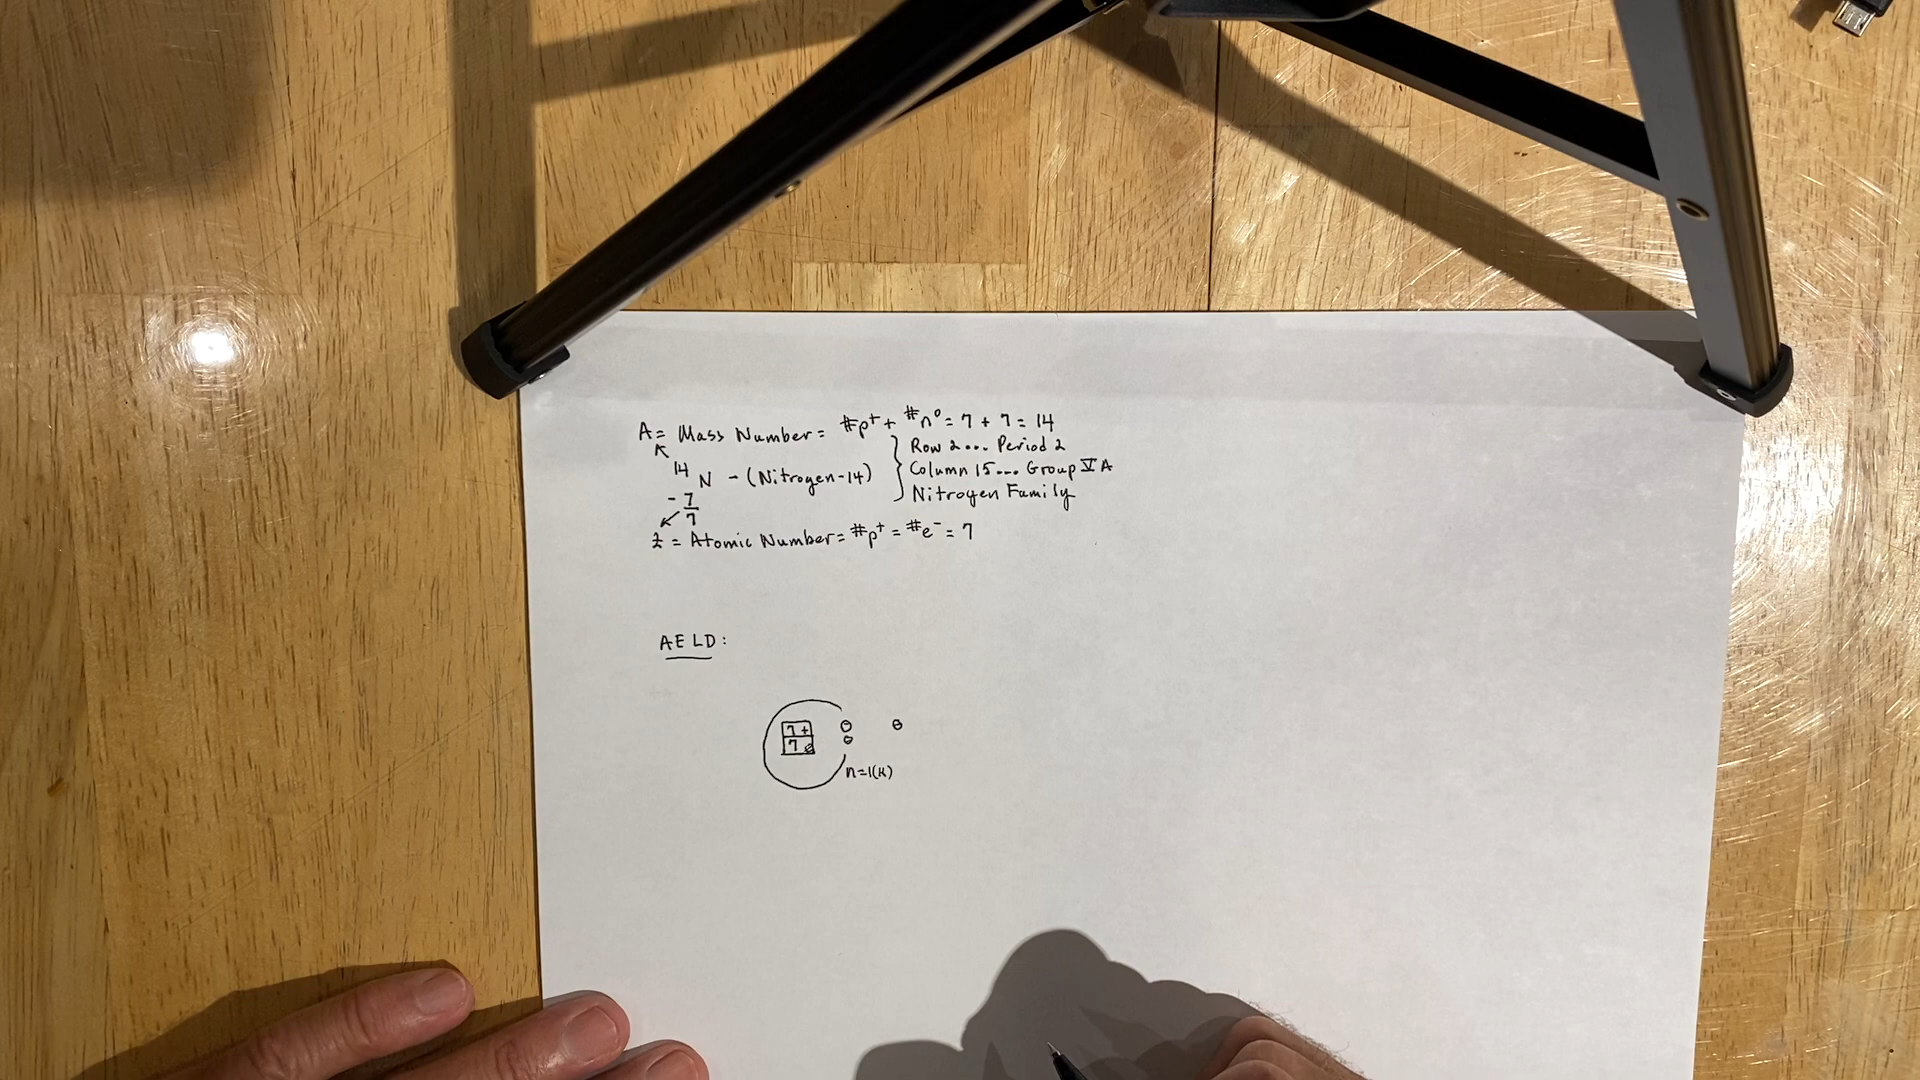 A = Mass Number = #p⁺ + #n⁰ = 7 + 7 = 14
14 N - (Nitrogen-14)
- 7
7
Row 2... Period 2
Column 15... Group VA
Nitrogen Family
Z = Atomic Number = #p⁺ = #e⁻ = 7
AELD:
7+
7
n=1(K)